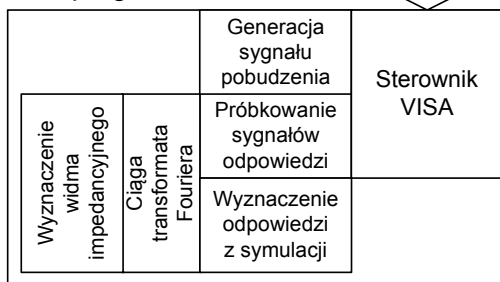 Generacja
sygnału
pobudzenia
Sterownik
VISA
Próbkowanie
sygnałów
odpowiedzi
Wyznaczenie
widma
impedancyjnego
Ciąga
transformata
Fouriera
Wyznaczenie
odpowiedzi
z symulacji